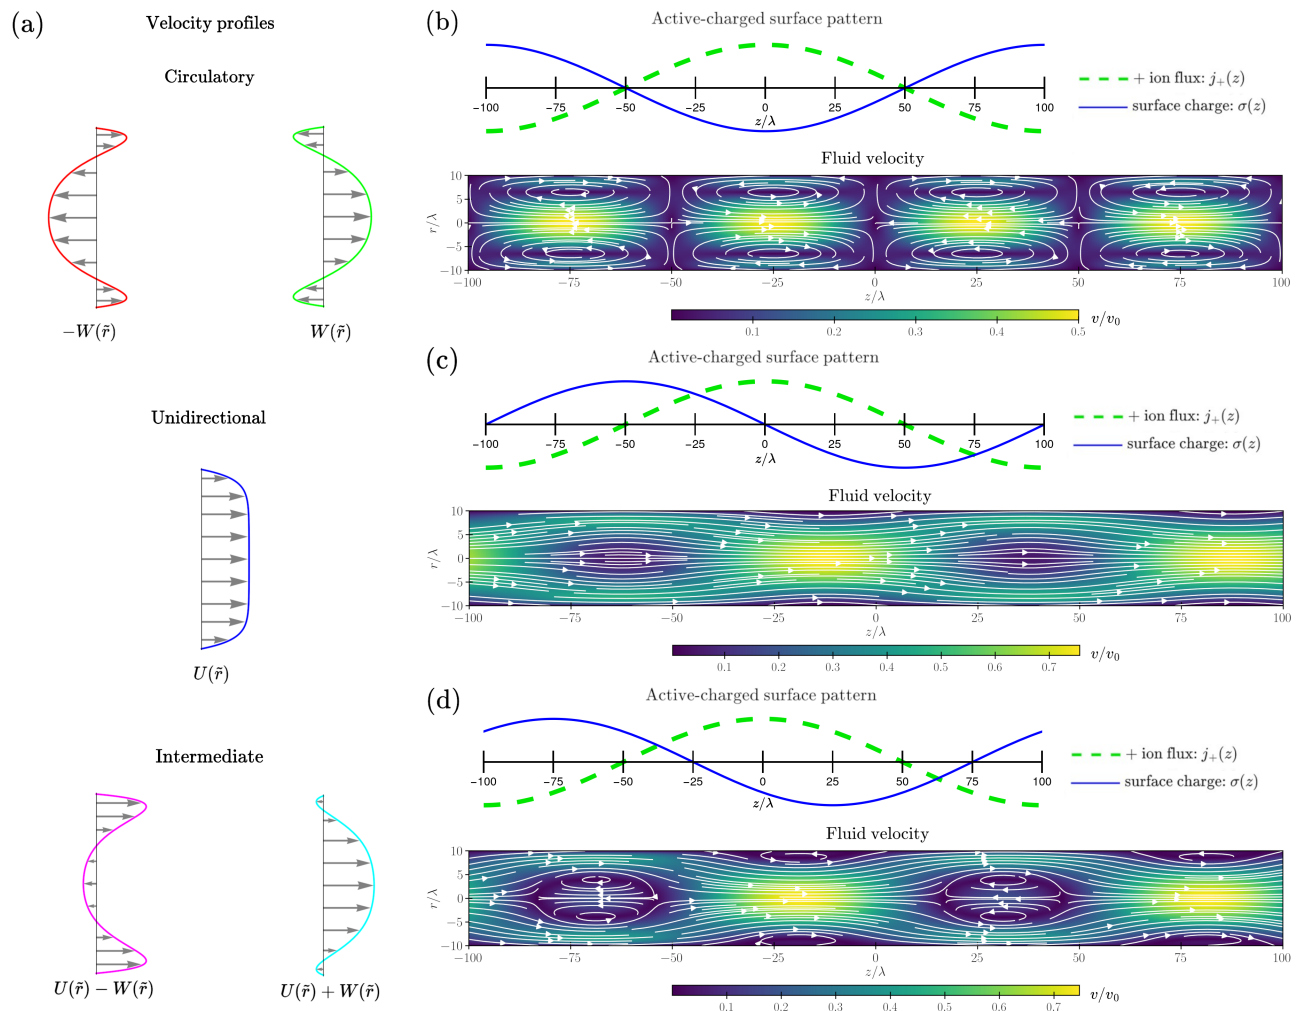 (a)
Velocity profiles
Circulatory
−W(r̃)
W(r̃)
Unidirectional
U(r̃)
Intermediate
U(r̃) − W(r̃)
U(r̃) + W(r̃)
(b)
Active-charged surface pattern
-100 -75 -50 -25 0 25 50 75 100
z/λ
+ ion flux: j₊(z)
surface charge: σ(z)
Fluid velocity
10
5
0
−5
−10
r/λ
−100 −75 −50 −25 0 25 50 75 100
z/λ
0.1 0.2 0.3 0.4 0.5
v/v₀
(c)
Active-charged surface pattern
-100 -75 -50 -25 0 25 50 75 100
z/λ
+ ion flux: j₊(z)
surface charge: σ(z)
Fluid velocity
10
5
0
−5
−10
r/λ
−100 −75 −50 −25 0 25 50 75 100
z/λ
0.1 0.2 0.3 0.4 0.5 0.6 0.7
v/v₀
(d)
Active-charged surface pattern
-100 -75 -50 -25 0 25 50 75 100
z/λ
+ ion flux: j₊(z)
surface charge: σ(z)
Fluid velocity
10
5
0
−5
−10
r/λ
−100 −75 −50 −25 0 25 50 75 100
z/λ
0.1 0.2 0.3 0.4 0.5 0.6 0.7
v/v₀